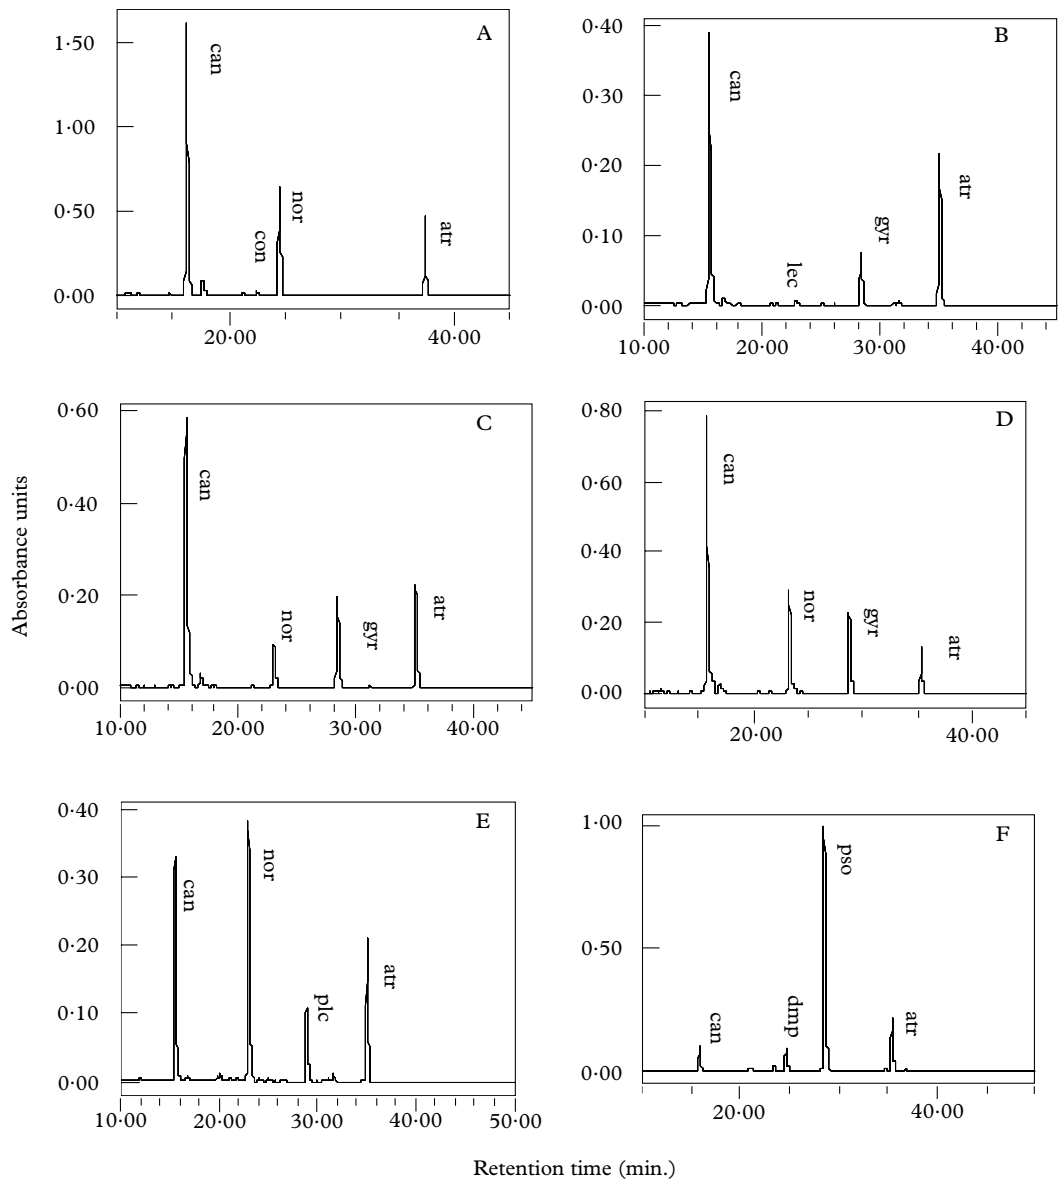 A
1·50
1·00
0·50
0·00
can
con
nor
atr
20·00
40·00
B
0·40
0·30
0·20
0·10
0·00
can
lec
gyr
atr
10·00
20·00
30·00
40·00
C
0·60
0·40
0·20
0·00
can
nor
gyr
atr
10·00
20·00
30·00
40·00
D
0·80
0·60
0·40
0·20
0·00
can
nor
gyr
atr
20·00
40·00
E
0·40
0·30
0·20
0·10
0·00
can
nor
plc
atr
10·00
20·00
30·00
40·00
50·00
F
1·00
0·50
0·00
can
dmp
pso
atr
20·00
40·00
Absorbance units
Retention time (min.)